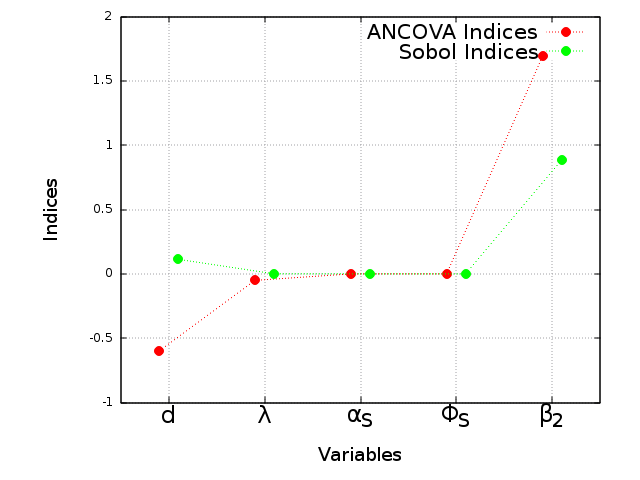 ANCOVA Indices
Sobol Indices
2
1.5
1
0.5
0
-0.5
-1
Indices
d λ αS ΦS β2
Variables